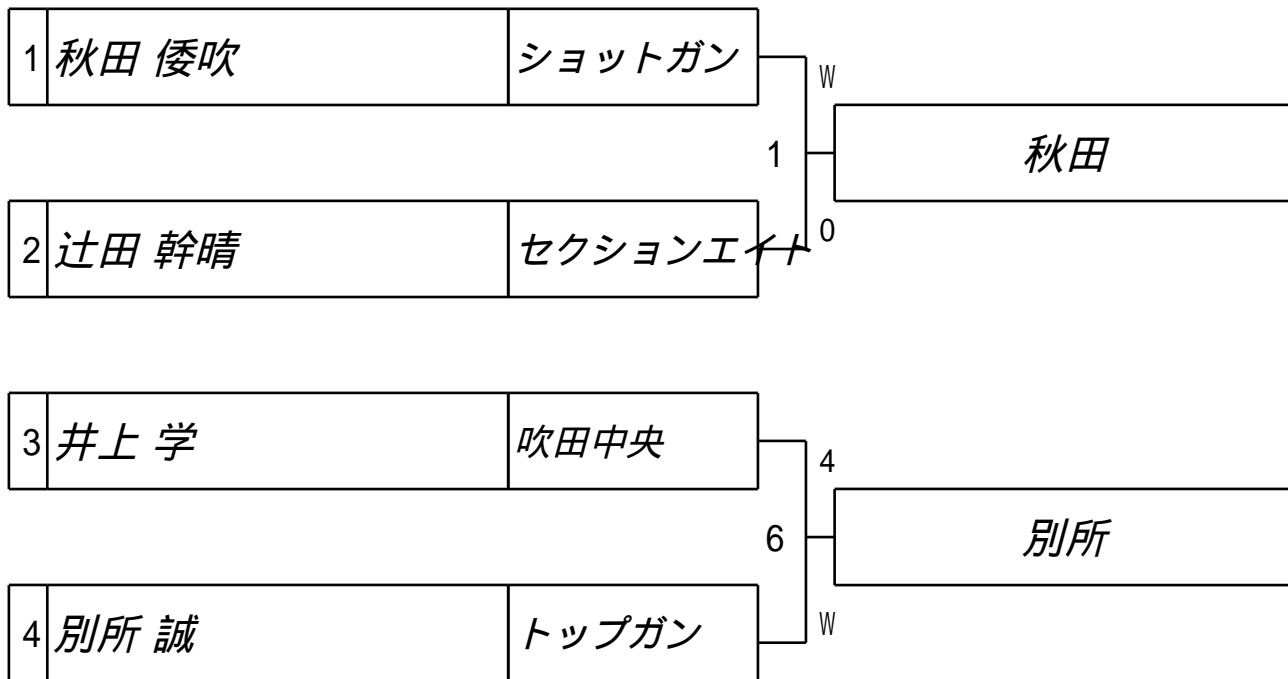 1 秋田 倭吹 ショットガン
W
1 秋田
2 辻田 幹晴 セクションエイト
0
3 井上 学 吹田中央
4
6 別所
4 別所 誠 トップガン
W